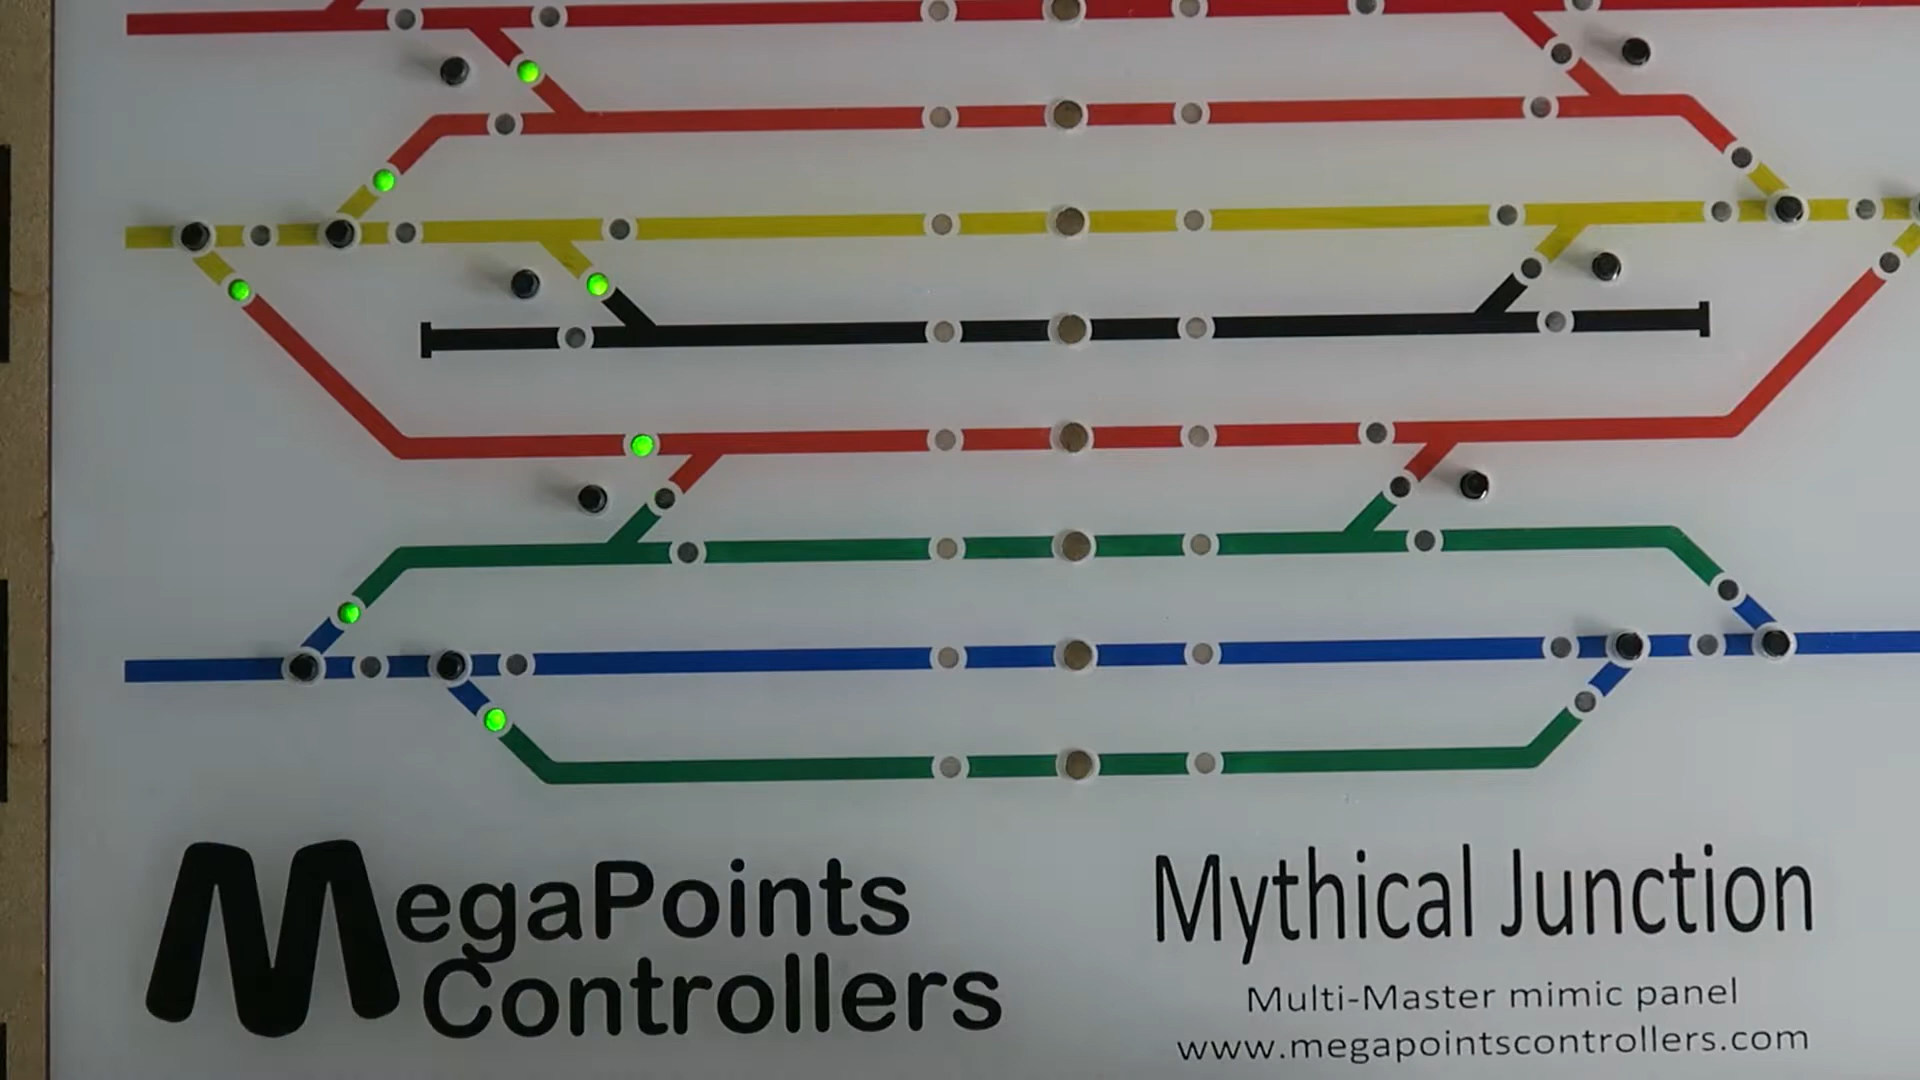 MegaPoints
Controllers
Mythical Junction
Multi-Master mimic panel
www.megapointscontrollers.com